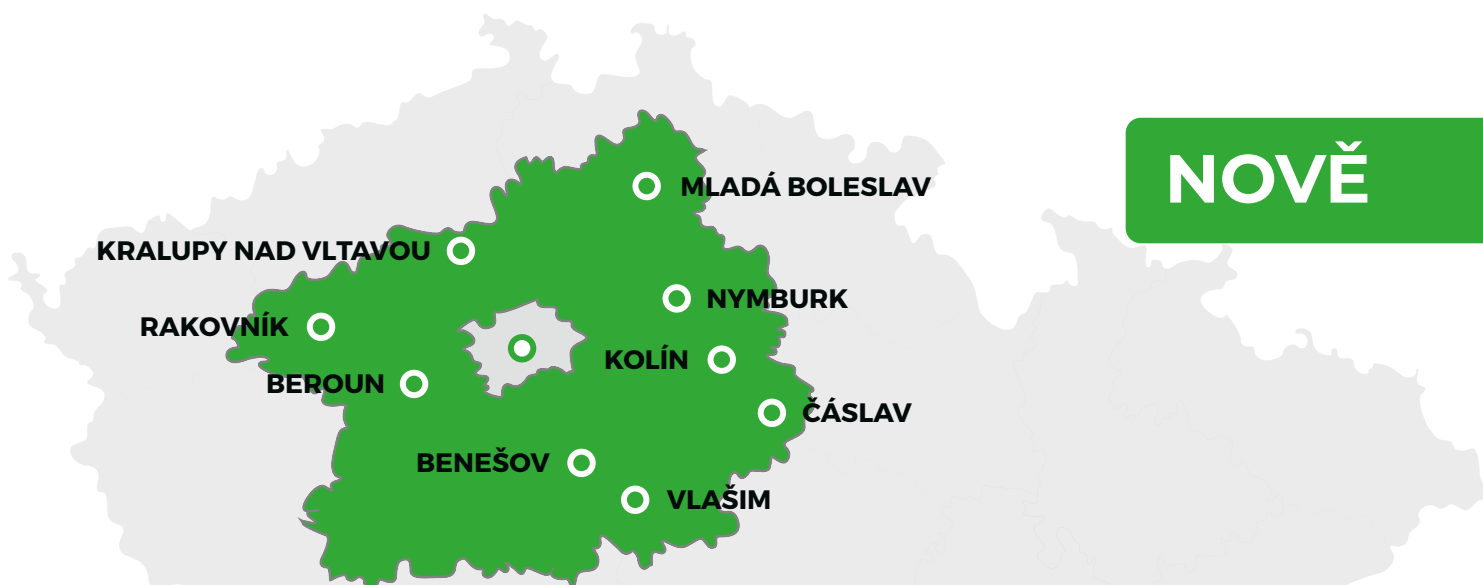 NOVĚ
MLADÁ BOLESLAV
KRALUPY NAD VLTAVOU
NYMBURK
RAKOVNÍK
KOLÍN
BEROUN
ČÁSLAV
BENEŠOV
VLAŠIM